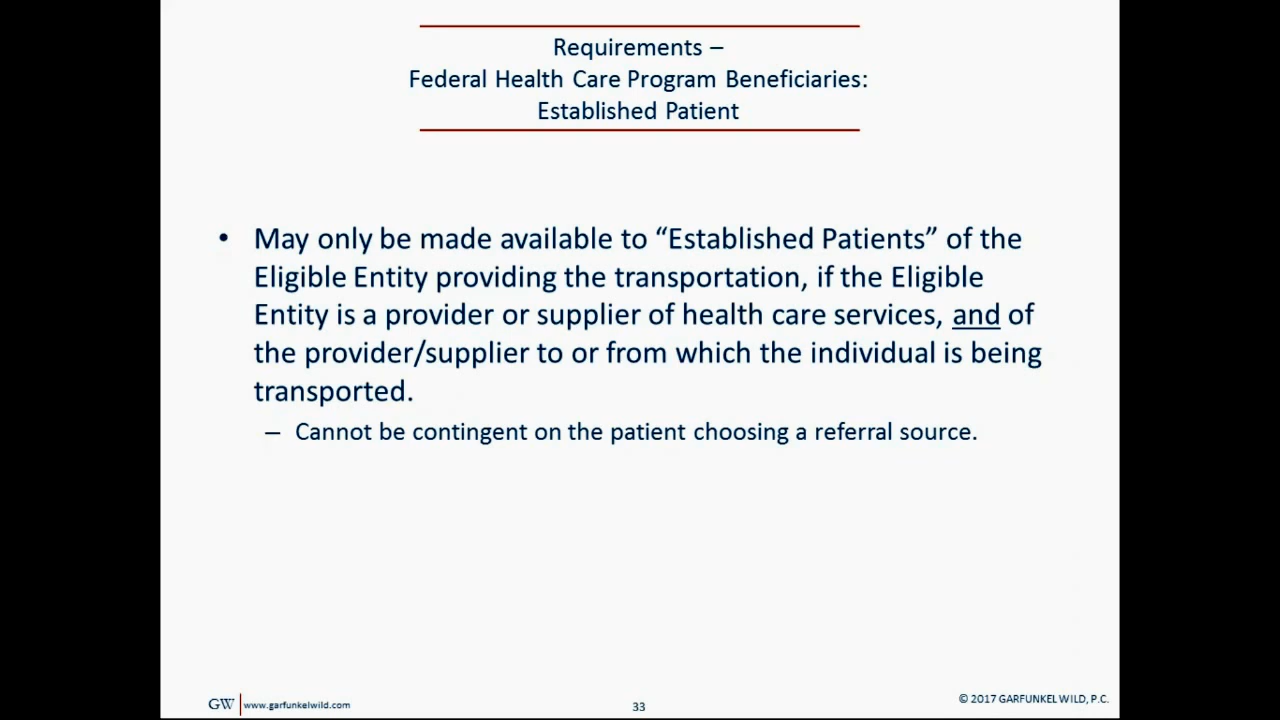 Requirements –
Federal Health Care Program Beneficiaries:
Established Patient
• May only be made available to “Established Patients” of the
Eligible Entity providing the transportation, if the Eligible
Entity is a provider or supplier of health care services, and of
the provider/supplier to or from which the individual is being
transported.
– Cannot be contingent on the patient choosing a referral source.
GW www.garfunkelwild.com
33
© 2017 GARFUNKEL WILD, P.C.